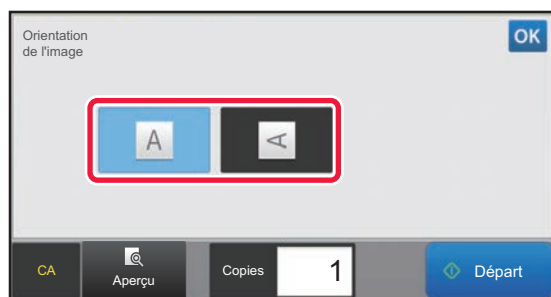 Orientation
de l'image
OK
A
A
CA
Aperçu
Copies
1
Départ